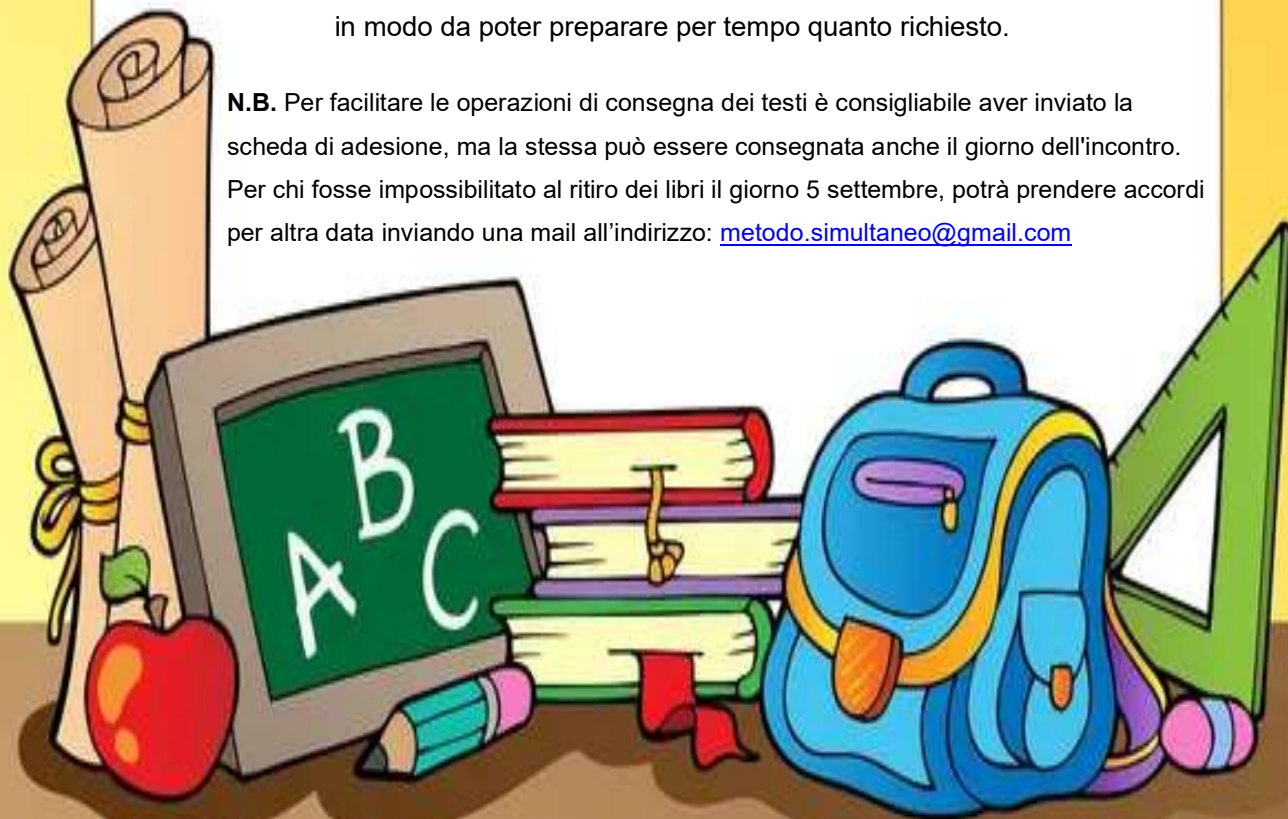 in modo da poter preparare per tempo quanto richiesto.
N.B. Per facilitare le operazioni di consegna dei testi è consigliabile aver inviato la
scheda di adesione, ma la stessa può essere consegnata anche il giorno dell'incontro.
Per chi fosse impossibilitato al ritiro dei libri il giorno 5 settembre, potrà prendere accordi
per altra data inviando una mail all’indirizzo: metodo.simultaneo@gmail.com
A B C